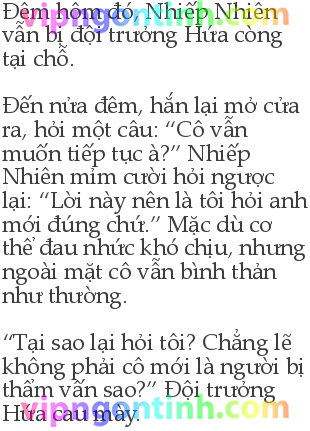 Đêm hôm đó, Nhiếp Nhiên
vẫn bị đội trưởng Hứa còng
tại chỗ.
Đến nửa đêm, hắn lại mở cửa
ra, hỏi một câu: “Cô vẫn
muốn tiếp tục à?” Nhiếp
Nhiên mỉm cười hỏi ngược
lại: “Lời này nên là tôi hỏi anh
mới đúng chứ.” Mặc dù cơ
thể đau nhức khó chịu, nhưng
ngoài mặt cô vẫn bình thản
như thường.
“Tại sao lại hỏi tôi? Chẳng lẽ
không phải cô mới là người bị
thẩm vấn sao?” Đội trưởng
Hứa cau mày.
vipngontinh.com
vipngontinh.com